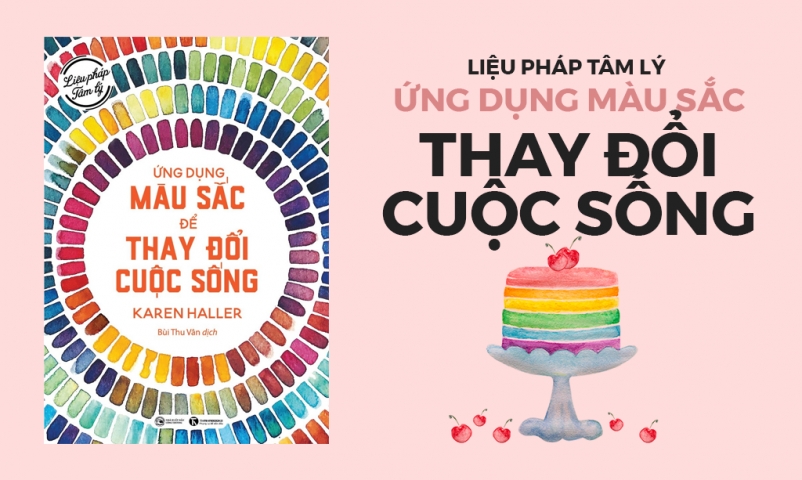 Liệu pháp
Tâm lý
ỨNG DỤNG
MÀU SẮC
ĐỂ
THAY ĐỔI
CUỘC SỐNG
KAREN HALLER
Bùi Thu Vân dịch
LIỆU PHÁP TÂM LÝ
ỨNG DỤNG MÀU SẮC
THAY ĐỔI
CUỘC SỐNG